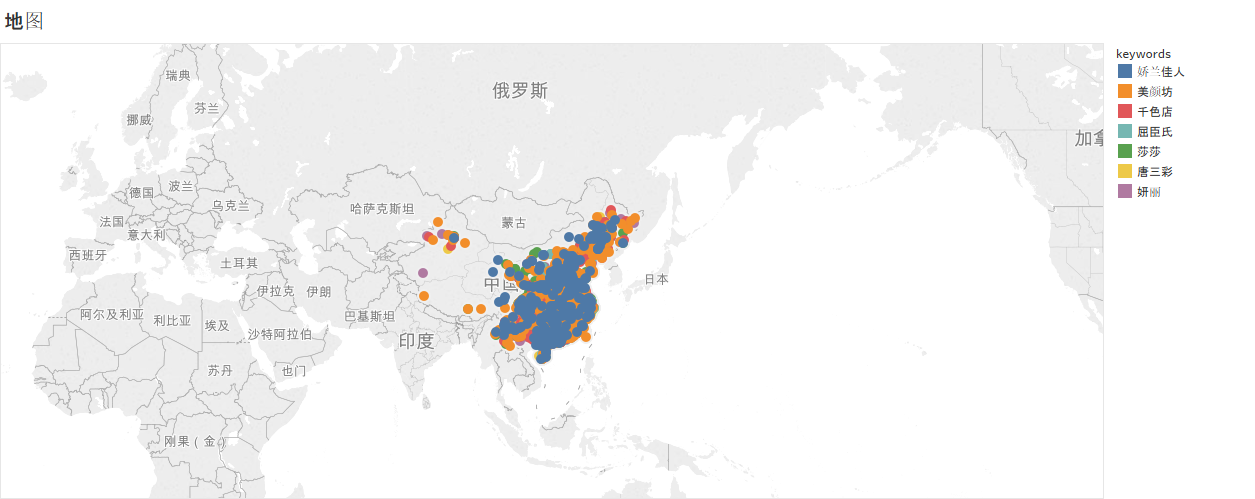 地图
keywords
娇兰佳人
美颜坊
千色店
屈臣氏
莎莎
唐三彩
妍丽
瑞典
俄罗斯
芬兰
挪威
加拿
德国
波兰
哈萨克斯坦
乌克兰
法国
蒙古
意大利
西班牙
土耳其
日本
中国
伊拉克
伊朗
阿尔及利亚
利比亚
埃及
巴基斯坦
沙特阿拉伯
印度
苏丹
也门
刚果（金）